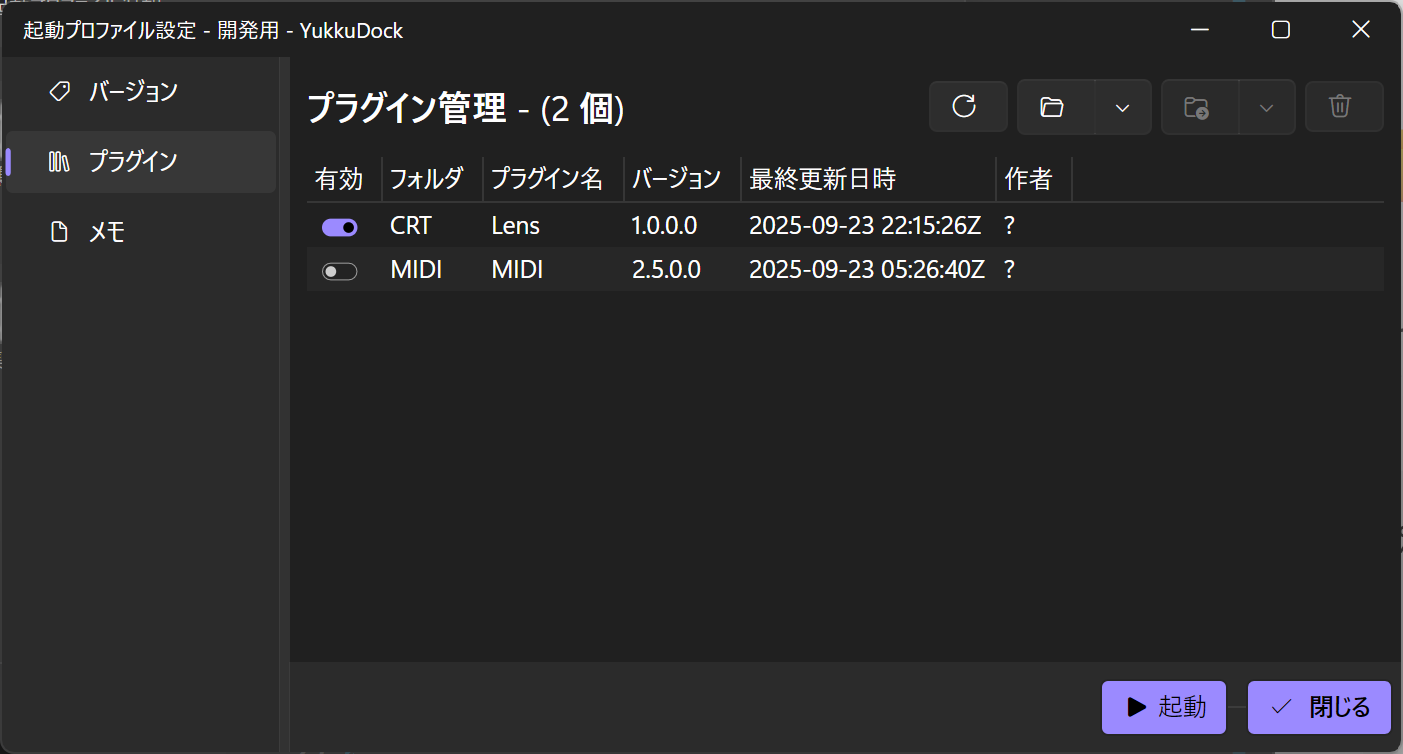 起動プロファイル設定 - 開発用 - YukkuDock
バージョン
プラグイン
メモ
プラグイン管理 - (2 個)
有効 フォルダ プラグイン名 バージョン 最終更新日時 作者
CRT Lens 1.0.0.0 2025-09-23 22:15:26Z ?
MIDI MIDI 2.5.0.0 2025-09-23 05:26:40Z ?
起動 閉じる